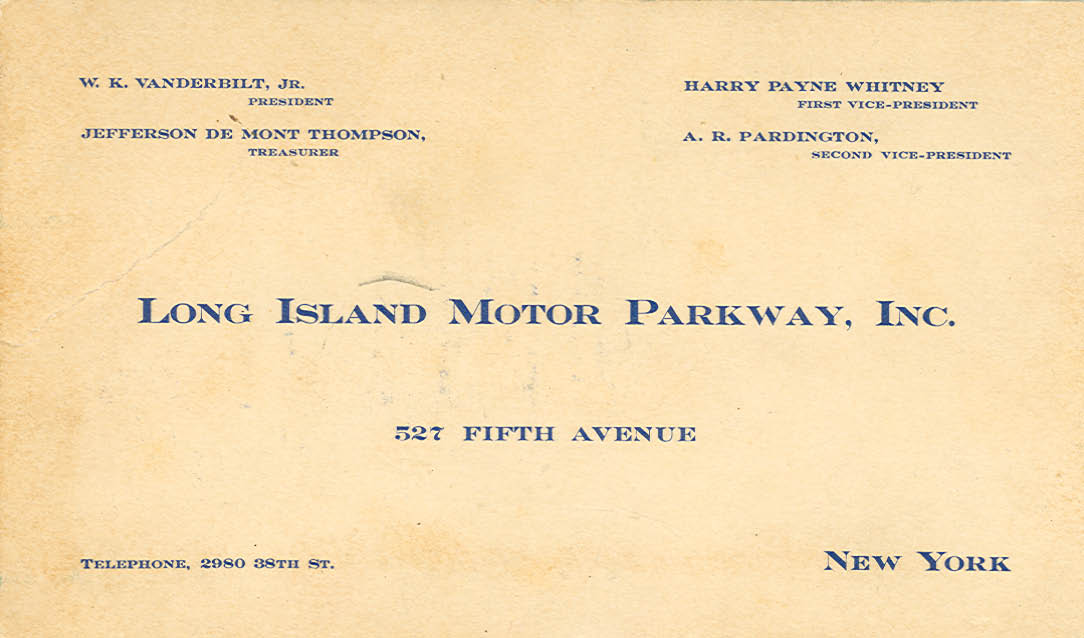 W. K. VANDERBILT, JR.
PRESIDENT
JEFFERSON DE MONT THOMPSON,
TREASURER
HARRY PAYNE WHITNEY
FIRST VICE-PRESIDENT
A. R. PARDINGTON,
SECOND VICE-PRESIDENT
LONG ISLAND MOTOR PARKWAY, INC.
527 FIFTH AVENUE
TELEPHONE, 2980 38TH ST.
NEW YORK